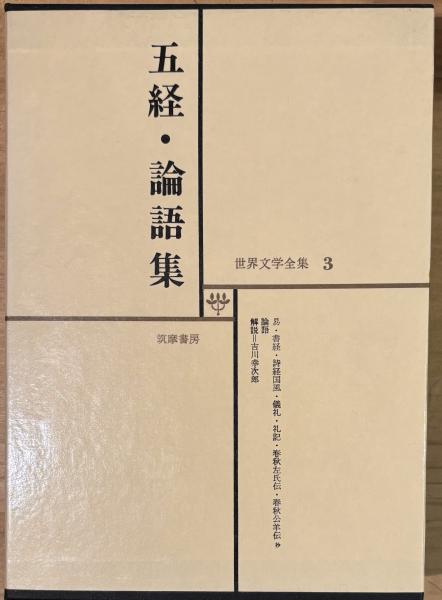 五経・論語集
世界文学全集 3
筑摩書房
易・書経・詩経国風・儀礼・礼記・春秋左氏伝・春秋公羊伝 抄
論語
解説＝吉川幸次郎